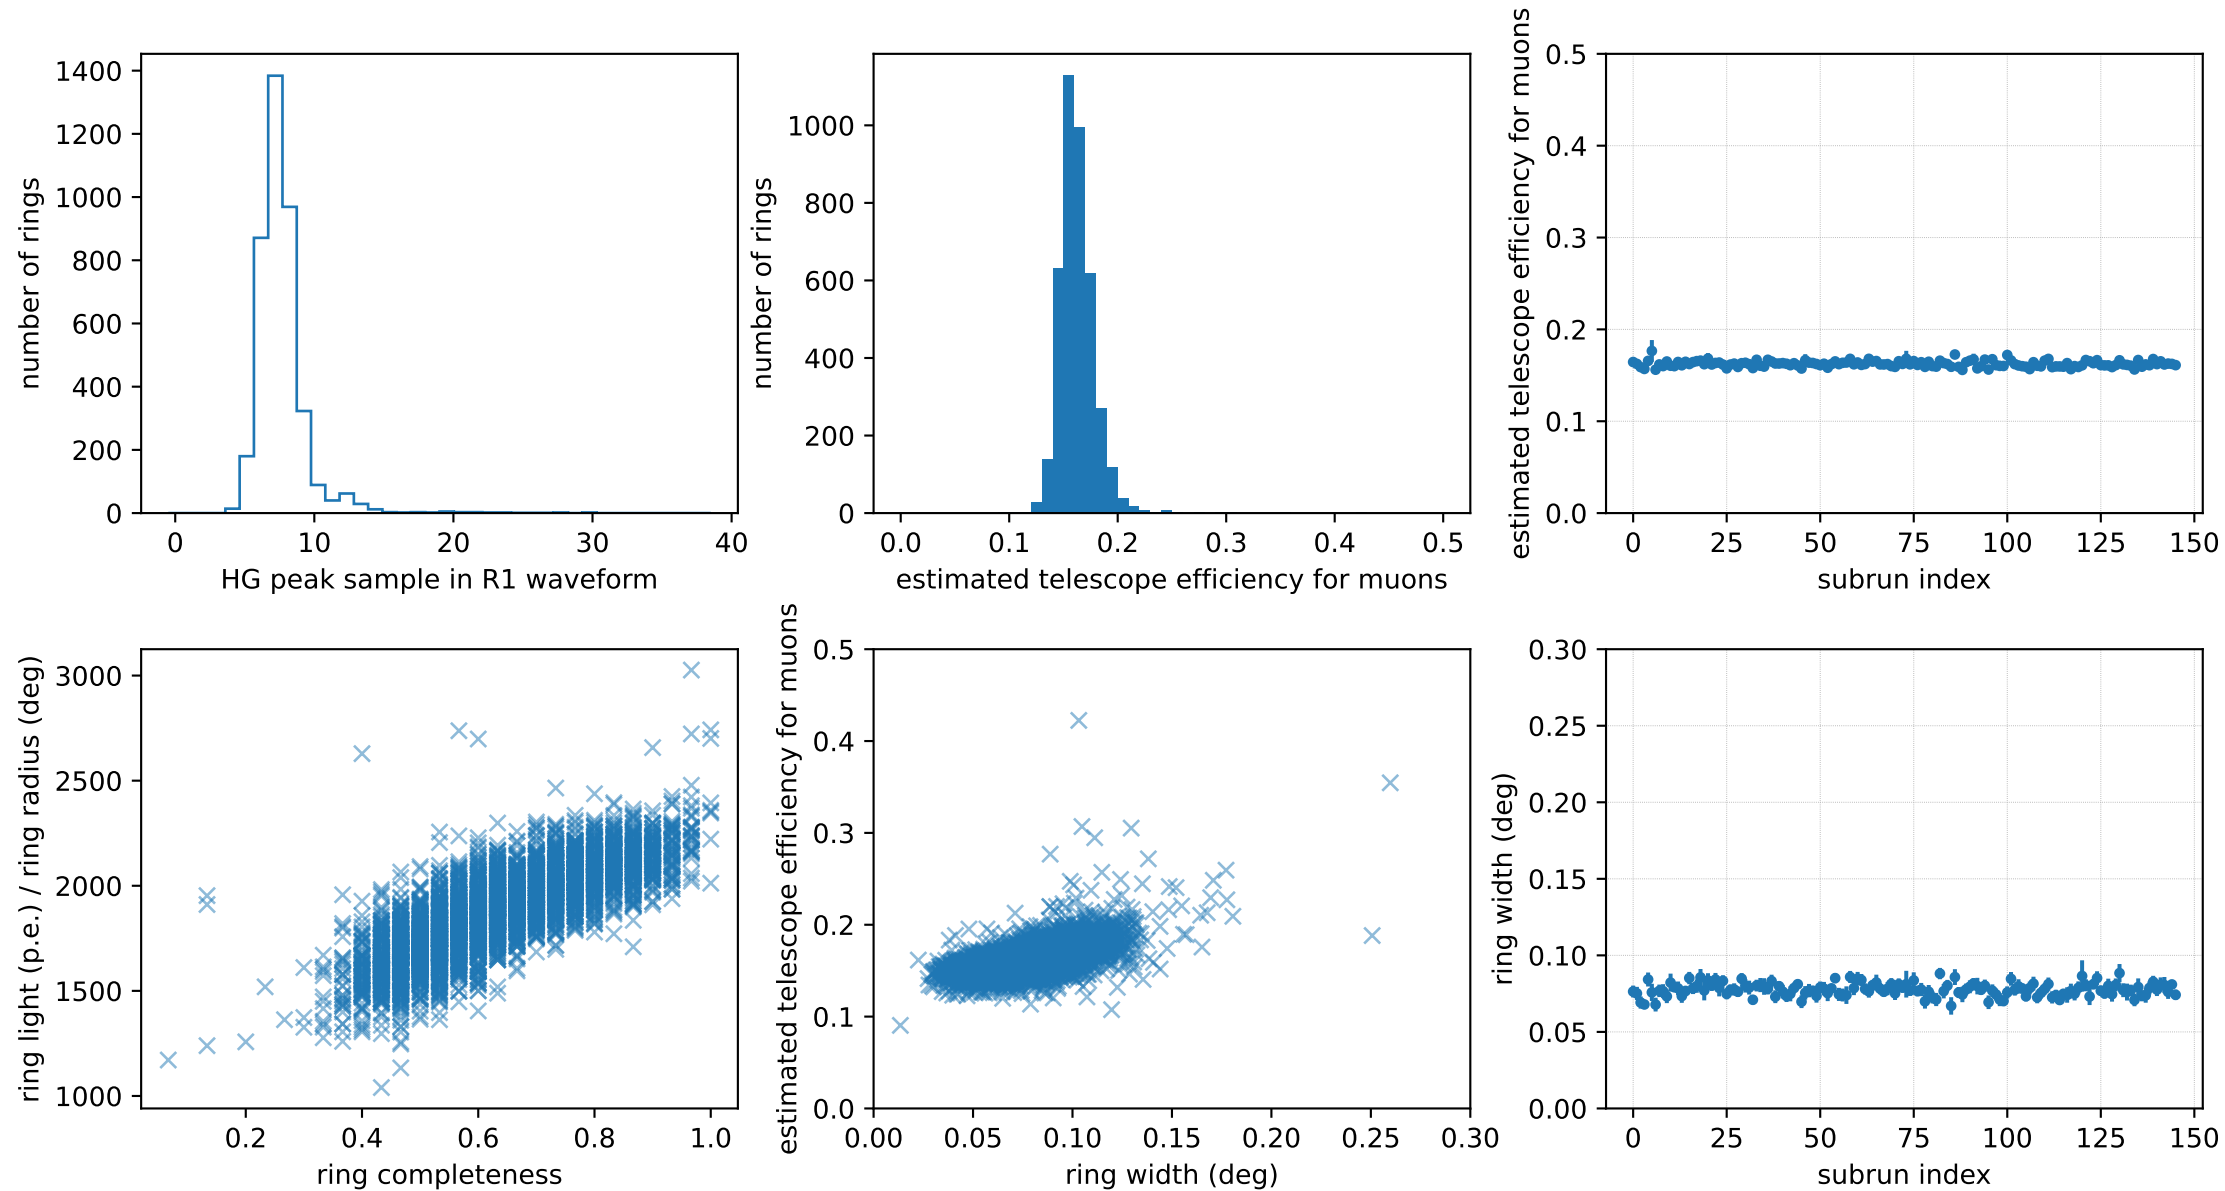 number of rings
1400
1200
1000
800
600
400
200
0
0 10 20 30 40
HG peak sample in R1 waveform
number of rings
1000
800
600
400
200
0
0.0 0.1 0.2 0.3 0.4 0.5
estimated telescope efficiency for muons
estimated telescope efficiency for muons
0.5
0.4
0.3
0.2
0.1
0.0
0 25 50 75 100 125 150
subrun index
ring light (p.e.) / ring radius (deg)
3000
2500
2000
1500
1000
0.2 0.4 0.6 0.8 1.0
ring completeness
estimated telescope efficiency for muons
0.5
0.4
0.3
0.2
0.1
0.0
0.00 0.05 0.10 0.15 0.20 0.25 0.30
ring width (deg)
ring width (deg)
0.30
0.25
0.20
0.15
0.10
0.05
0.00
0 25 50 75 100 125 150
subrun index